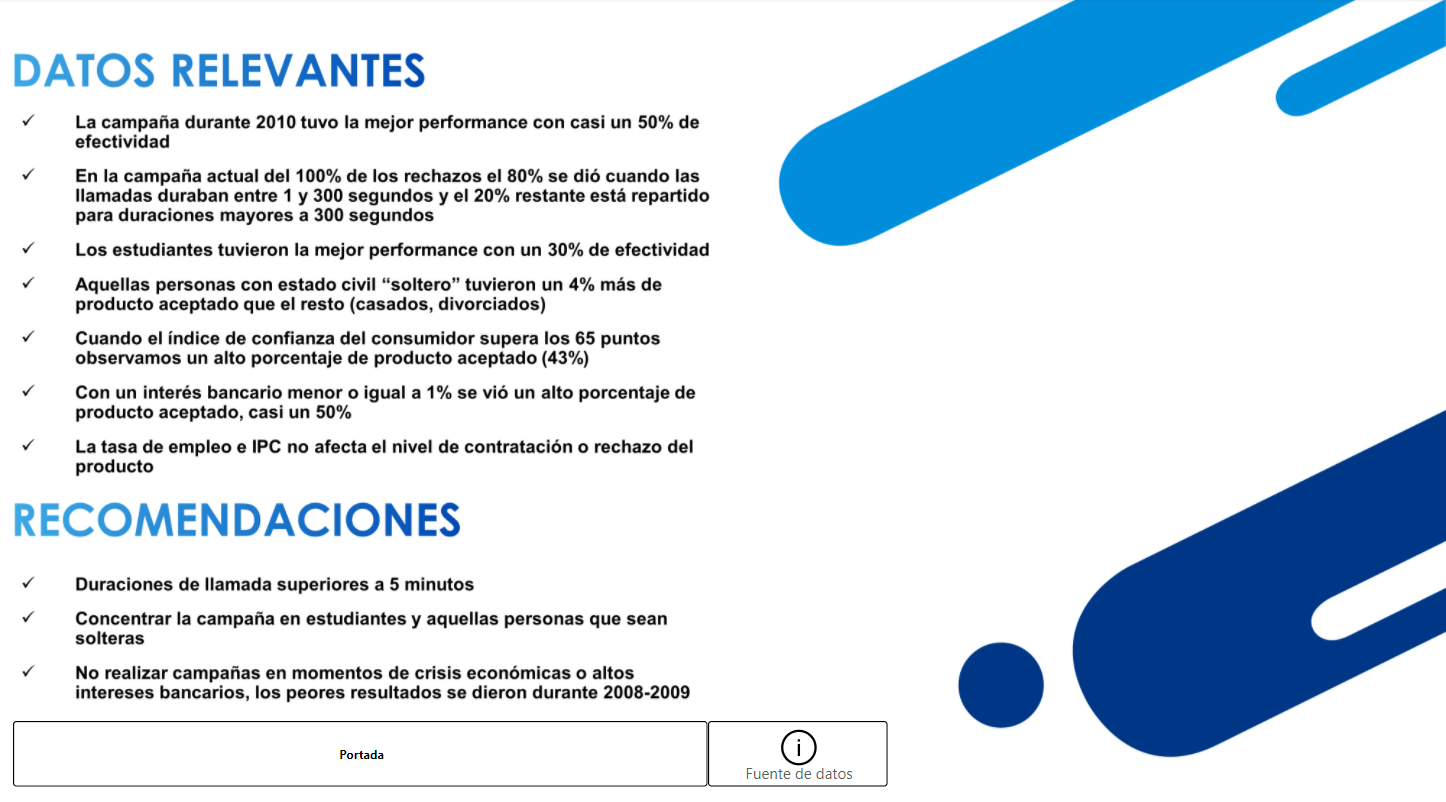 DATOS RELEVANTES
✓ La campaña durante 2010 tuvo la mejor performance con casi un 50% de
efectividad
✓ En la campaña actual del 100% de los rechazos el 80% se dió cuando las
llamadas duraban entre 1 y 300 segundos y el 20% restante está repartido
para duraciones mayores a 300 segundos
✓ Los estudiantes tuvieron la mejor performance con un 30% de efectividad
✓ Aquellas personas con estado civil “soltero” tuvieron un 4% más de
producto aceptado que el resto (casados, divorciados)
✓ Cuando el índice de confianza del consumidor supera los 65 puntos
observamos un alto porcentaje de producto aceptado (43%)
✓ Con un interés bancario menor o igual a 1% se vió un alto porcentaje de
producto aceptado, casi un 50%
✓ La tasa de empleo e IPC no afecta el nivel de contratación o rechazo del
producto
RECOMENDACIONES
✓ Duraciones de llamada superiores a 5 minutos
✓ Concentrar la campaña en estudiantes y aquellas personas que sean
solteras
✓ No realizar campañas en momentos de crisis económicas o altos
intereses bancarios, los peores resultados se dieron durante 2008-2009
Portada
i
Fuente de datos